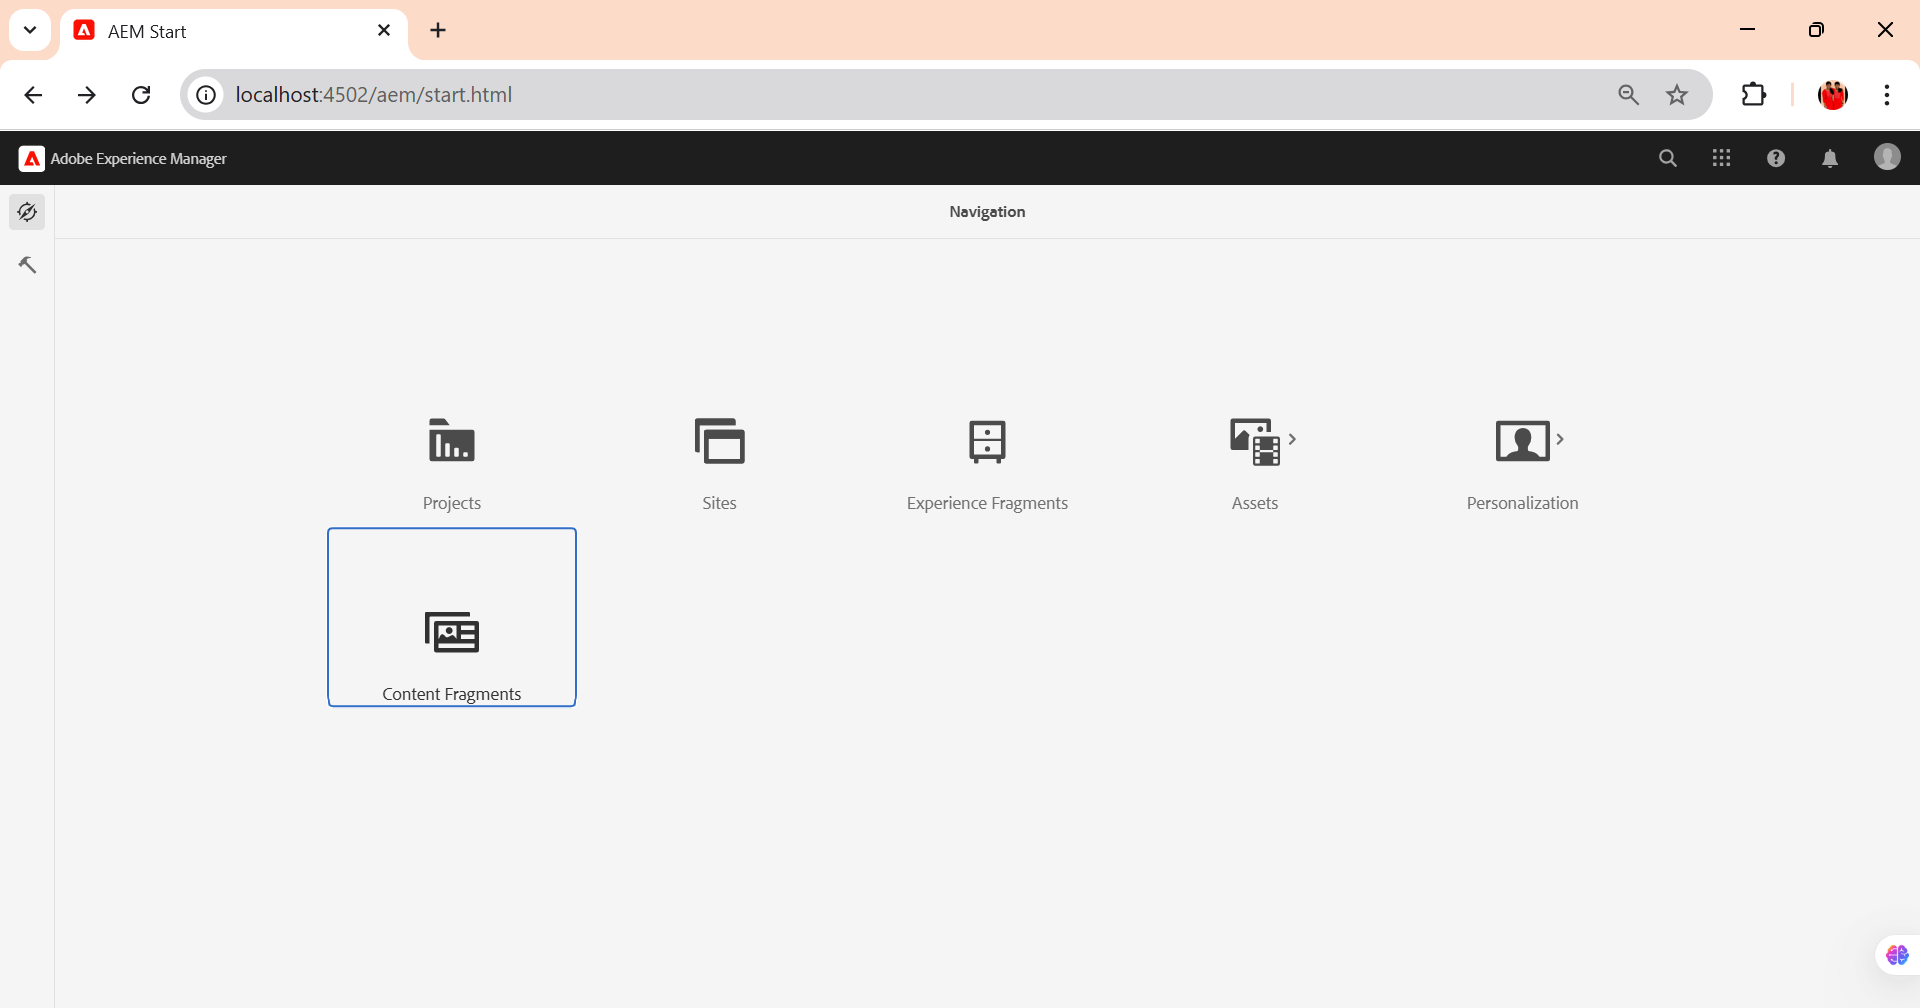 AEM Start
localhost:4502/aem/start.html
Adobe Experience Manager
Navigation
Projects
Sites
Experience Fragments
Assets
Personalization
Content Fragments